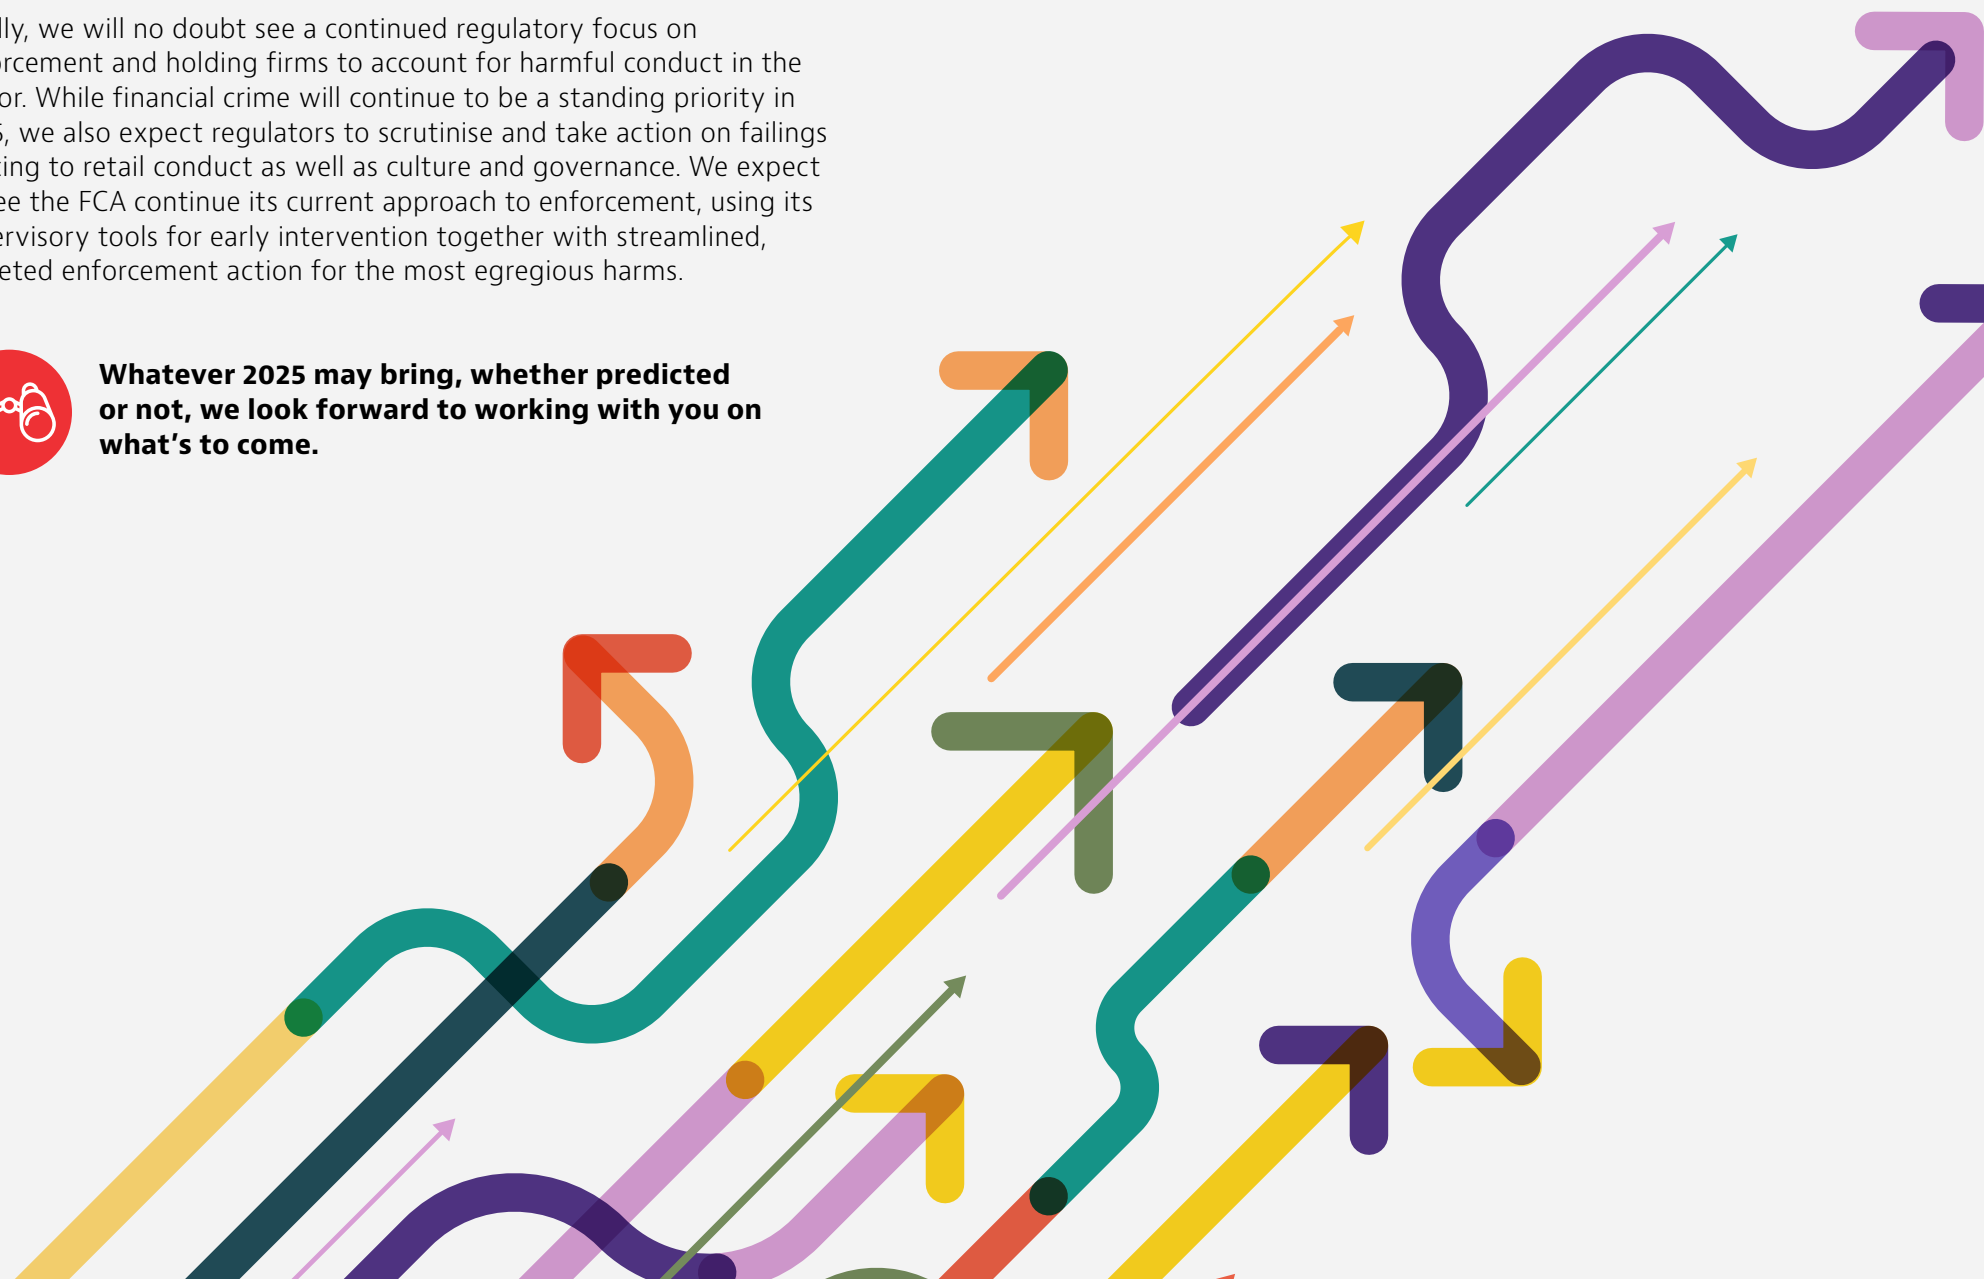 lly, we will no doubt see a continued regulatory focus on
rcement and holding firms to account for harmful conduct in the
or. While financial crime will continue to be a standing priority in
, we also expect regulators to scrutinise and take action on failings
ing to retail conduct as well as culture and governance. We expect
ee the FCA continue its current approach to enforcement, using its
ervisory tools for early intervention together with streamlined,
eted enforcement action for the most egregious harms.
Whatever 2025 may bring, whether predicted
or not, we look forward to working with you on
what's to come.